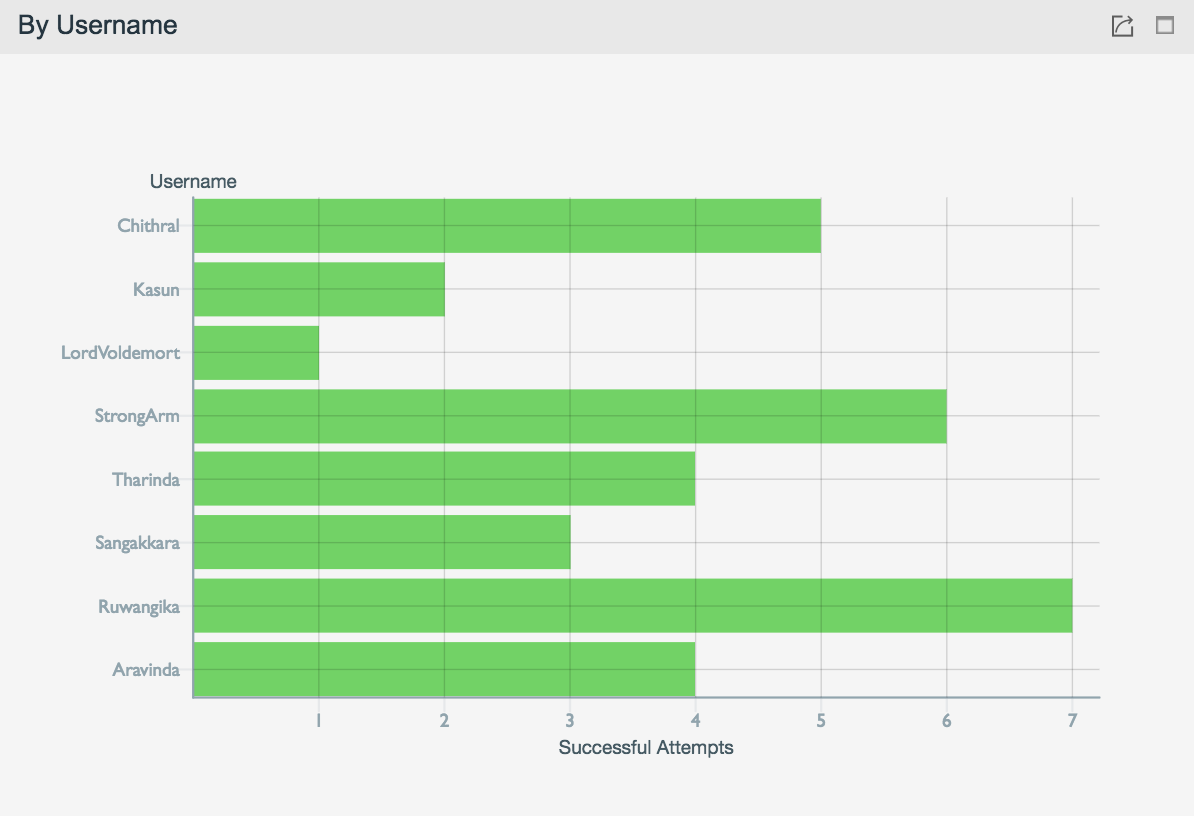 By Username
Username
Chithral
Kasun
LordVoldemort
StrongArm
Tharinda
Sangakkara
Ruwangika
Aravinda
1 2 3 4 5 6 7
Successful Attempts